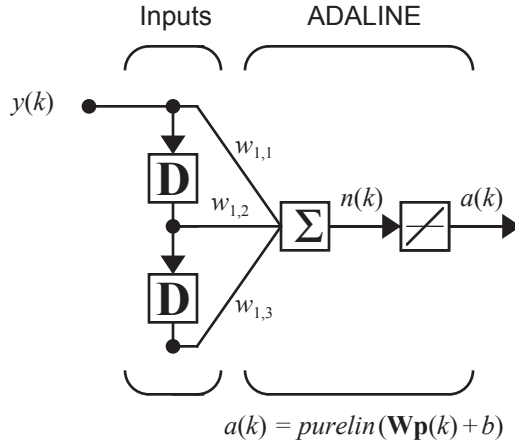 Inputs ADALINE
y(k)
w1,1
D
w1,2 n(k) a(k)
Σ
D
w1,3
a(k) = purelin(Wp(k) + b)